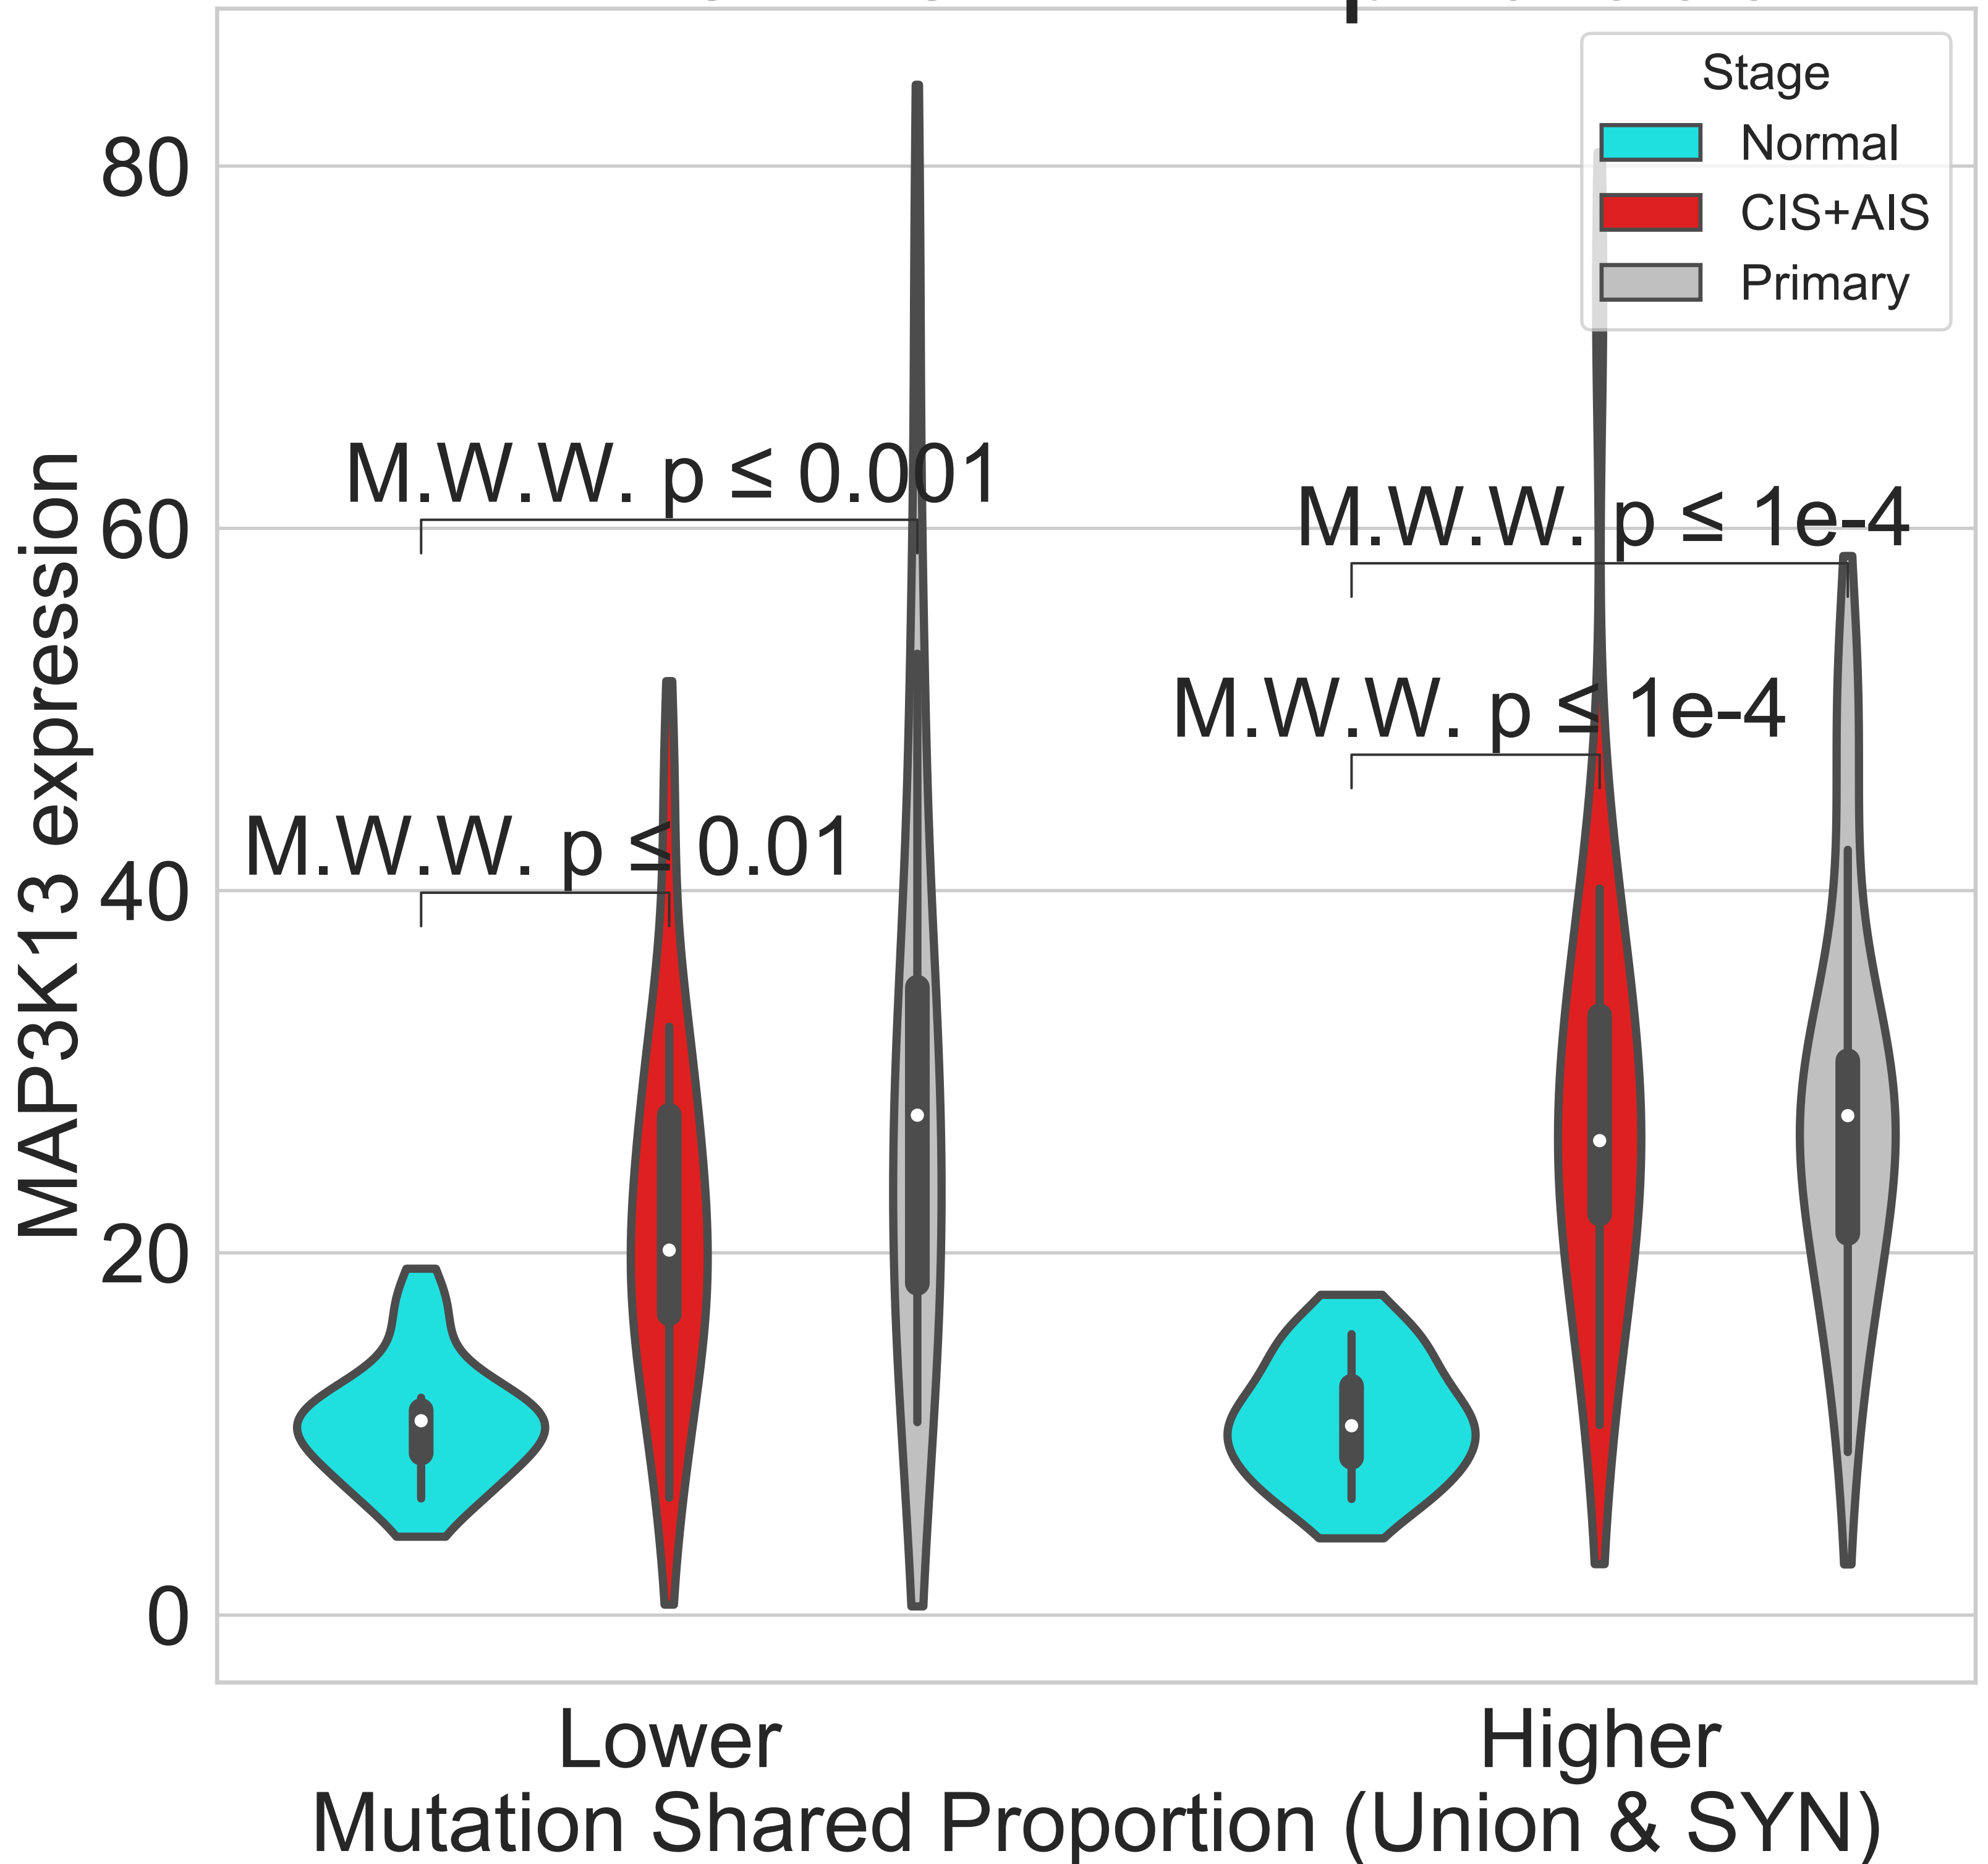 Stage
Normal
CIS+AIS
Primary
80
60
40
20
0
MAP3K13 expression
M.W.W. p ≤ 0.001
M.W.W. p ≤ 1e-4
M.W.W. p ≤ 1e-4
M.W.W. p ≤ 0.01
Lower
Higher
Mutation Shared Proportion (Union & SYN)